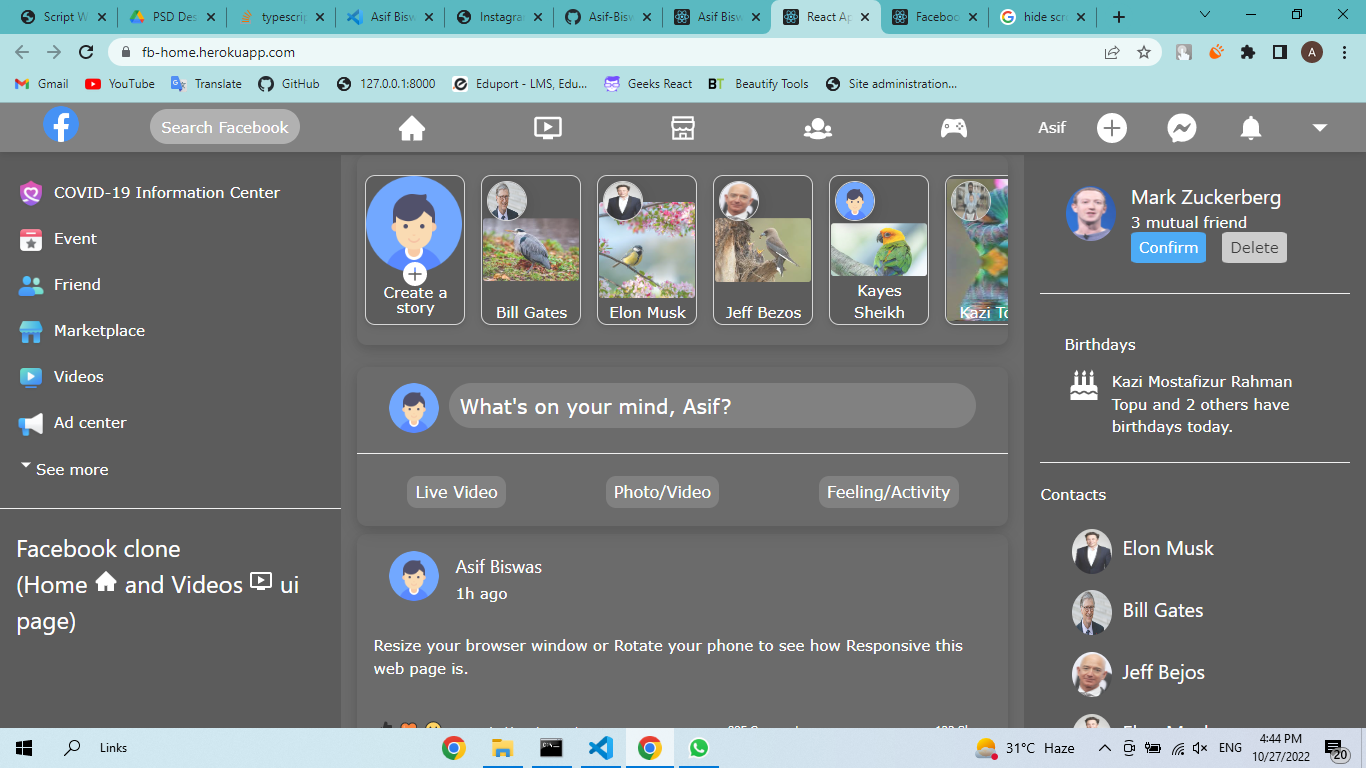 Script W
PSD Des
typescrip
Asif Bisw
Instagra
Asif-Bisw
Asif Bisw
React Ap
Facebook
hide scr
fb-home.herokuapp.com
A
Gmail
YouTube
Translate
GitHub
127.0.0.1:8000
Eduport - LMS, Edu...
Geeks React
BT
Beautify Tools
Site administration...
Search Facebook
Asif
COVID-19 Information Center
Event
Friend
Marketplace
Videos
Ad center
See more
Facebook clone
(Home and Videos ui
page)
Create a
story
Bill Gates
Elon Musk
Jeff Bezos
Kayes
Sheikh
Kazi To
What's on your mind, Asif?
Live Video
Photo/Video
Feeling/Activity
Asif Biswas
1h ago
Resize your browser window or Rotate your phone to see how Responsive this
web page is.
Mark Zuckerberg
3 mutual friend
Confirm
Delete
Birthdays
Kazi Mostafizur Rahman
Topu and 2 others have
birthdays today.
Contacts
Elon Musk
Bill Gates
Jeff Bejos
Elon Musk
Links
31°C Haze
ENG
4:44 PM
10/27/2022
20